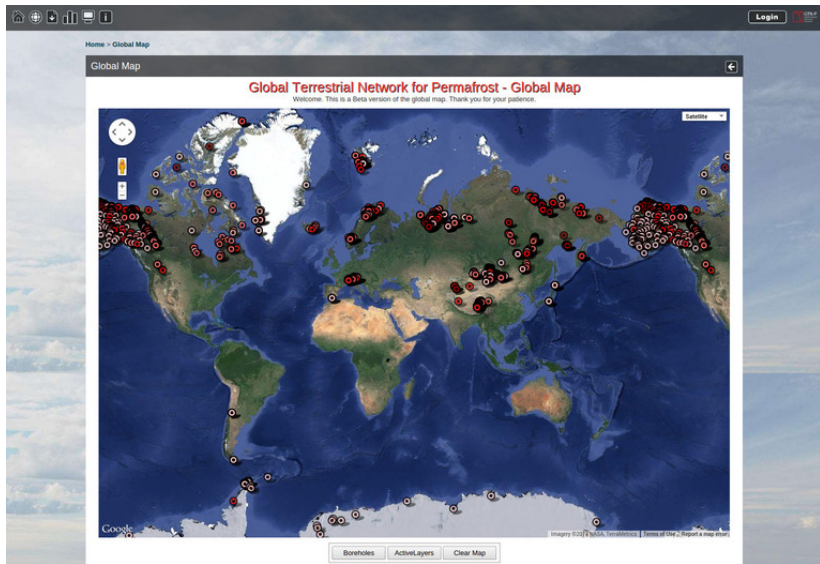 Login
Home > Global Map
Global Map
Global Terrestrial Network for Permafrost - Global Map
Welcome. This is a Beta version of the global map. Thank you for your patience.
Satellite
Google
Terms of Use
Report a map error
Boreholes
ActiveLayers
Clear Map